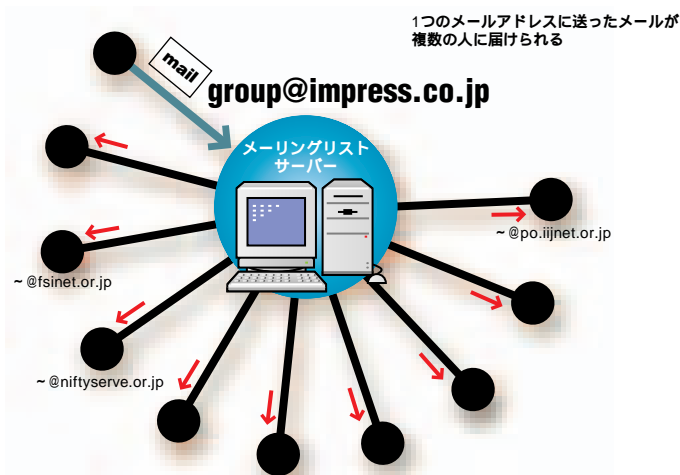 1つのメールアドレスに送ったメールが
複数の人に届けられる
mail
group@impress.co.jp
メーリングリスト
サーバー
~@po.iijnet.or.jp
~@fsinet.or.jp
~@niftyserve.or.jp